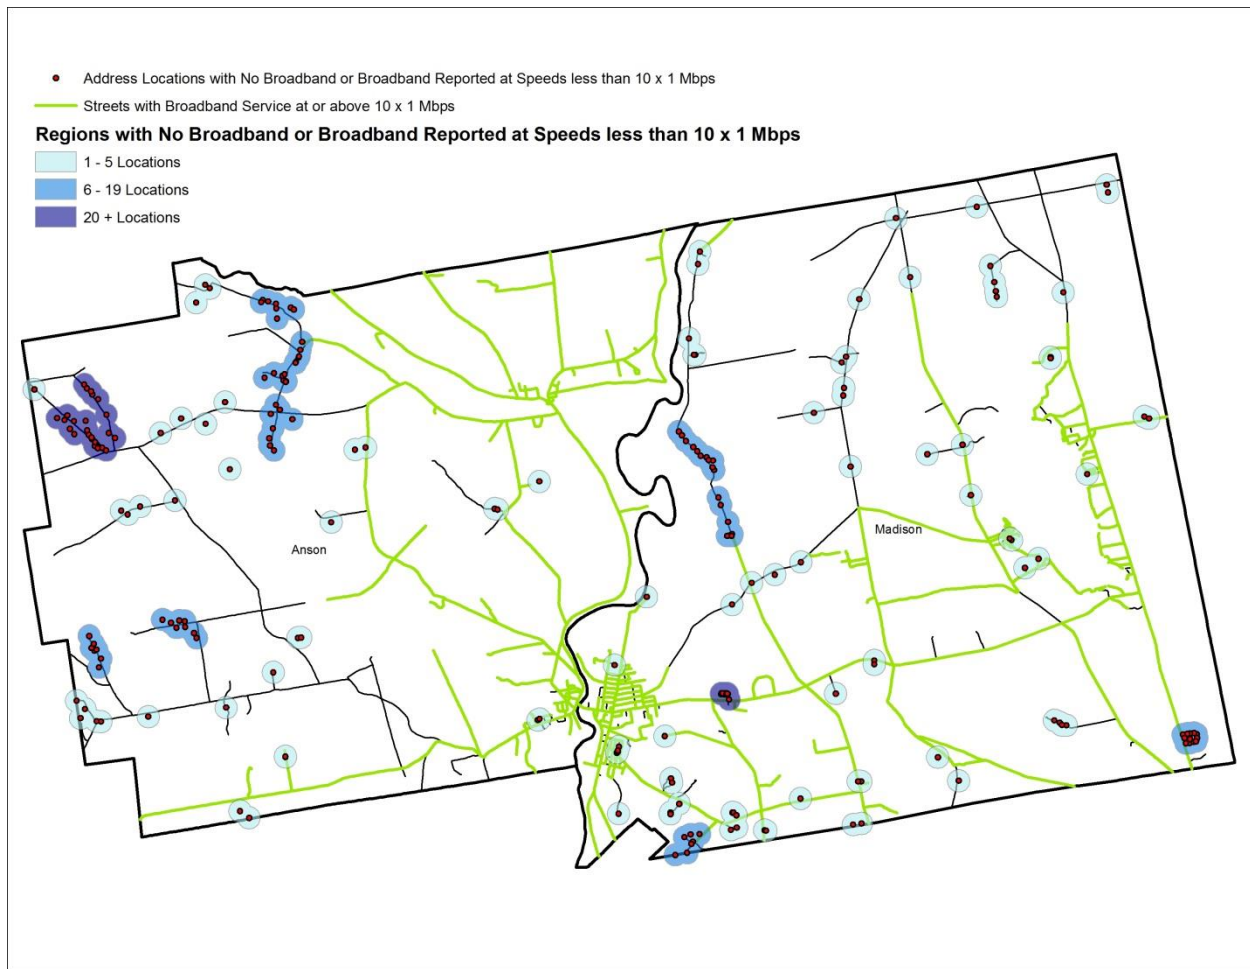 Address Locations with No Broadband or Broadband Reported at Speeds less than 10 x 1 Mbps
Streets with Broadband Service at or above 10 x 1 Mbps
Regions with No Broadband or Broadband Reported at Speeds less than 10 x 1 Mbps
1 - 5 Locations
6 - 19 Locations
20 + Locations
Madison
Anson